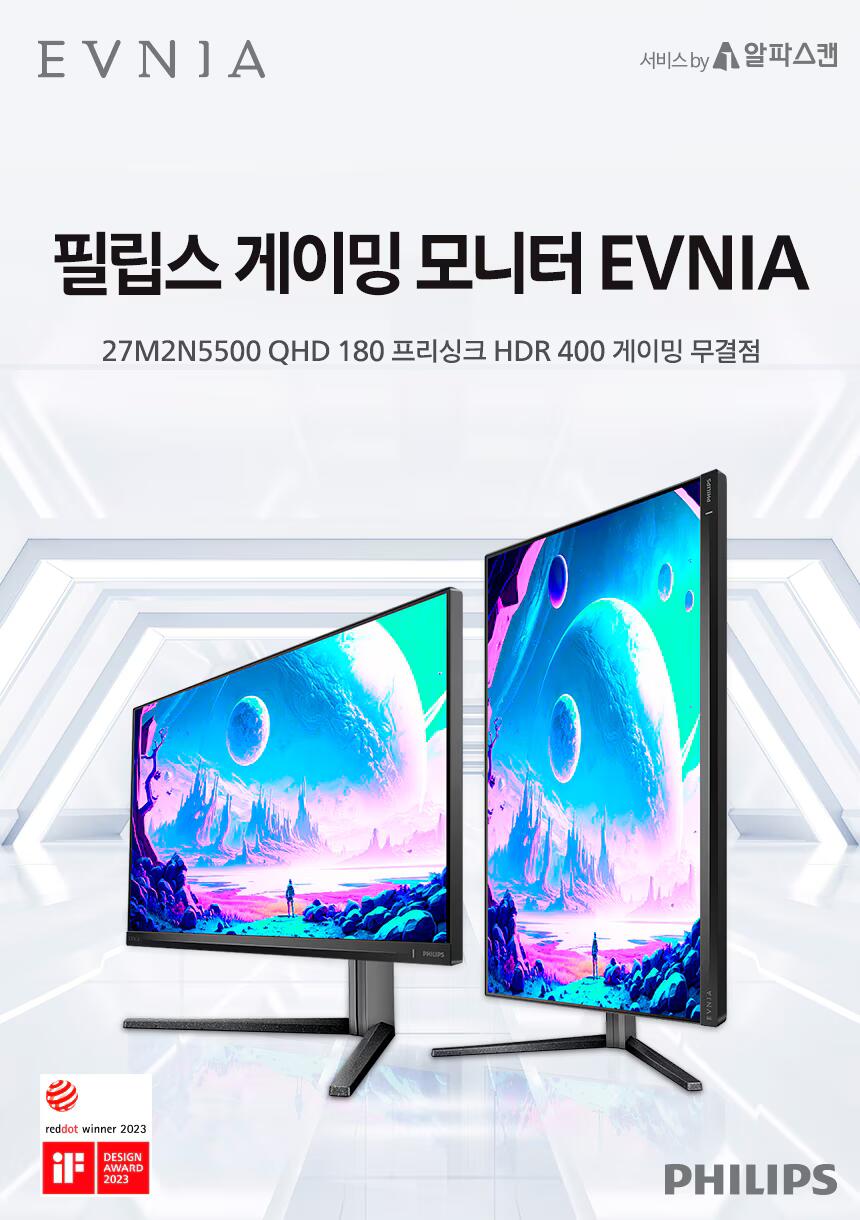 EVNIA
서비스 by 알파스캔
필립스 게이밍 모니터 EVNIA
27M2N5500 QHD 180 프리싱크 HDR 400 게이밍 무결점
PHILIPS
PHILIPS
EVNIA
reddot winner 2023
iF
DESIGN
AWARD
2023
PHILIPS